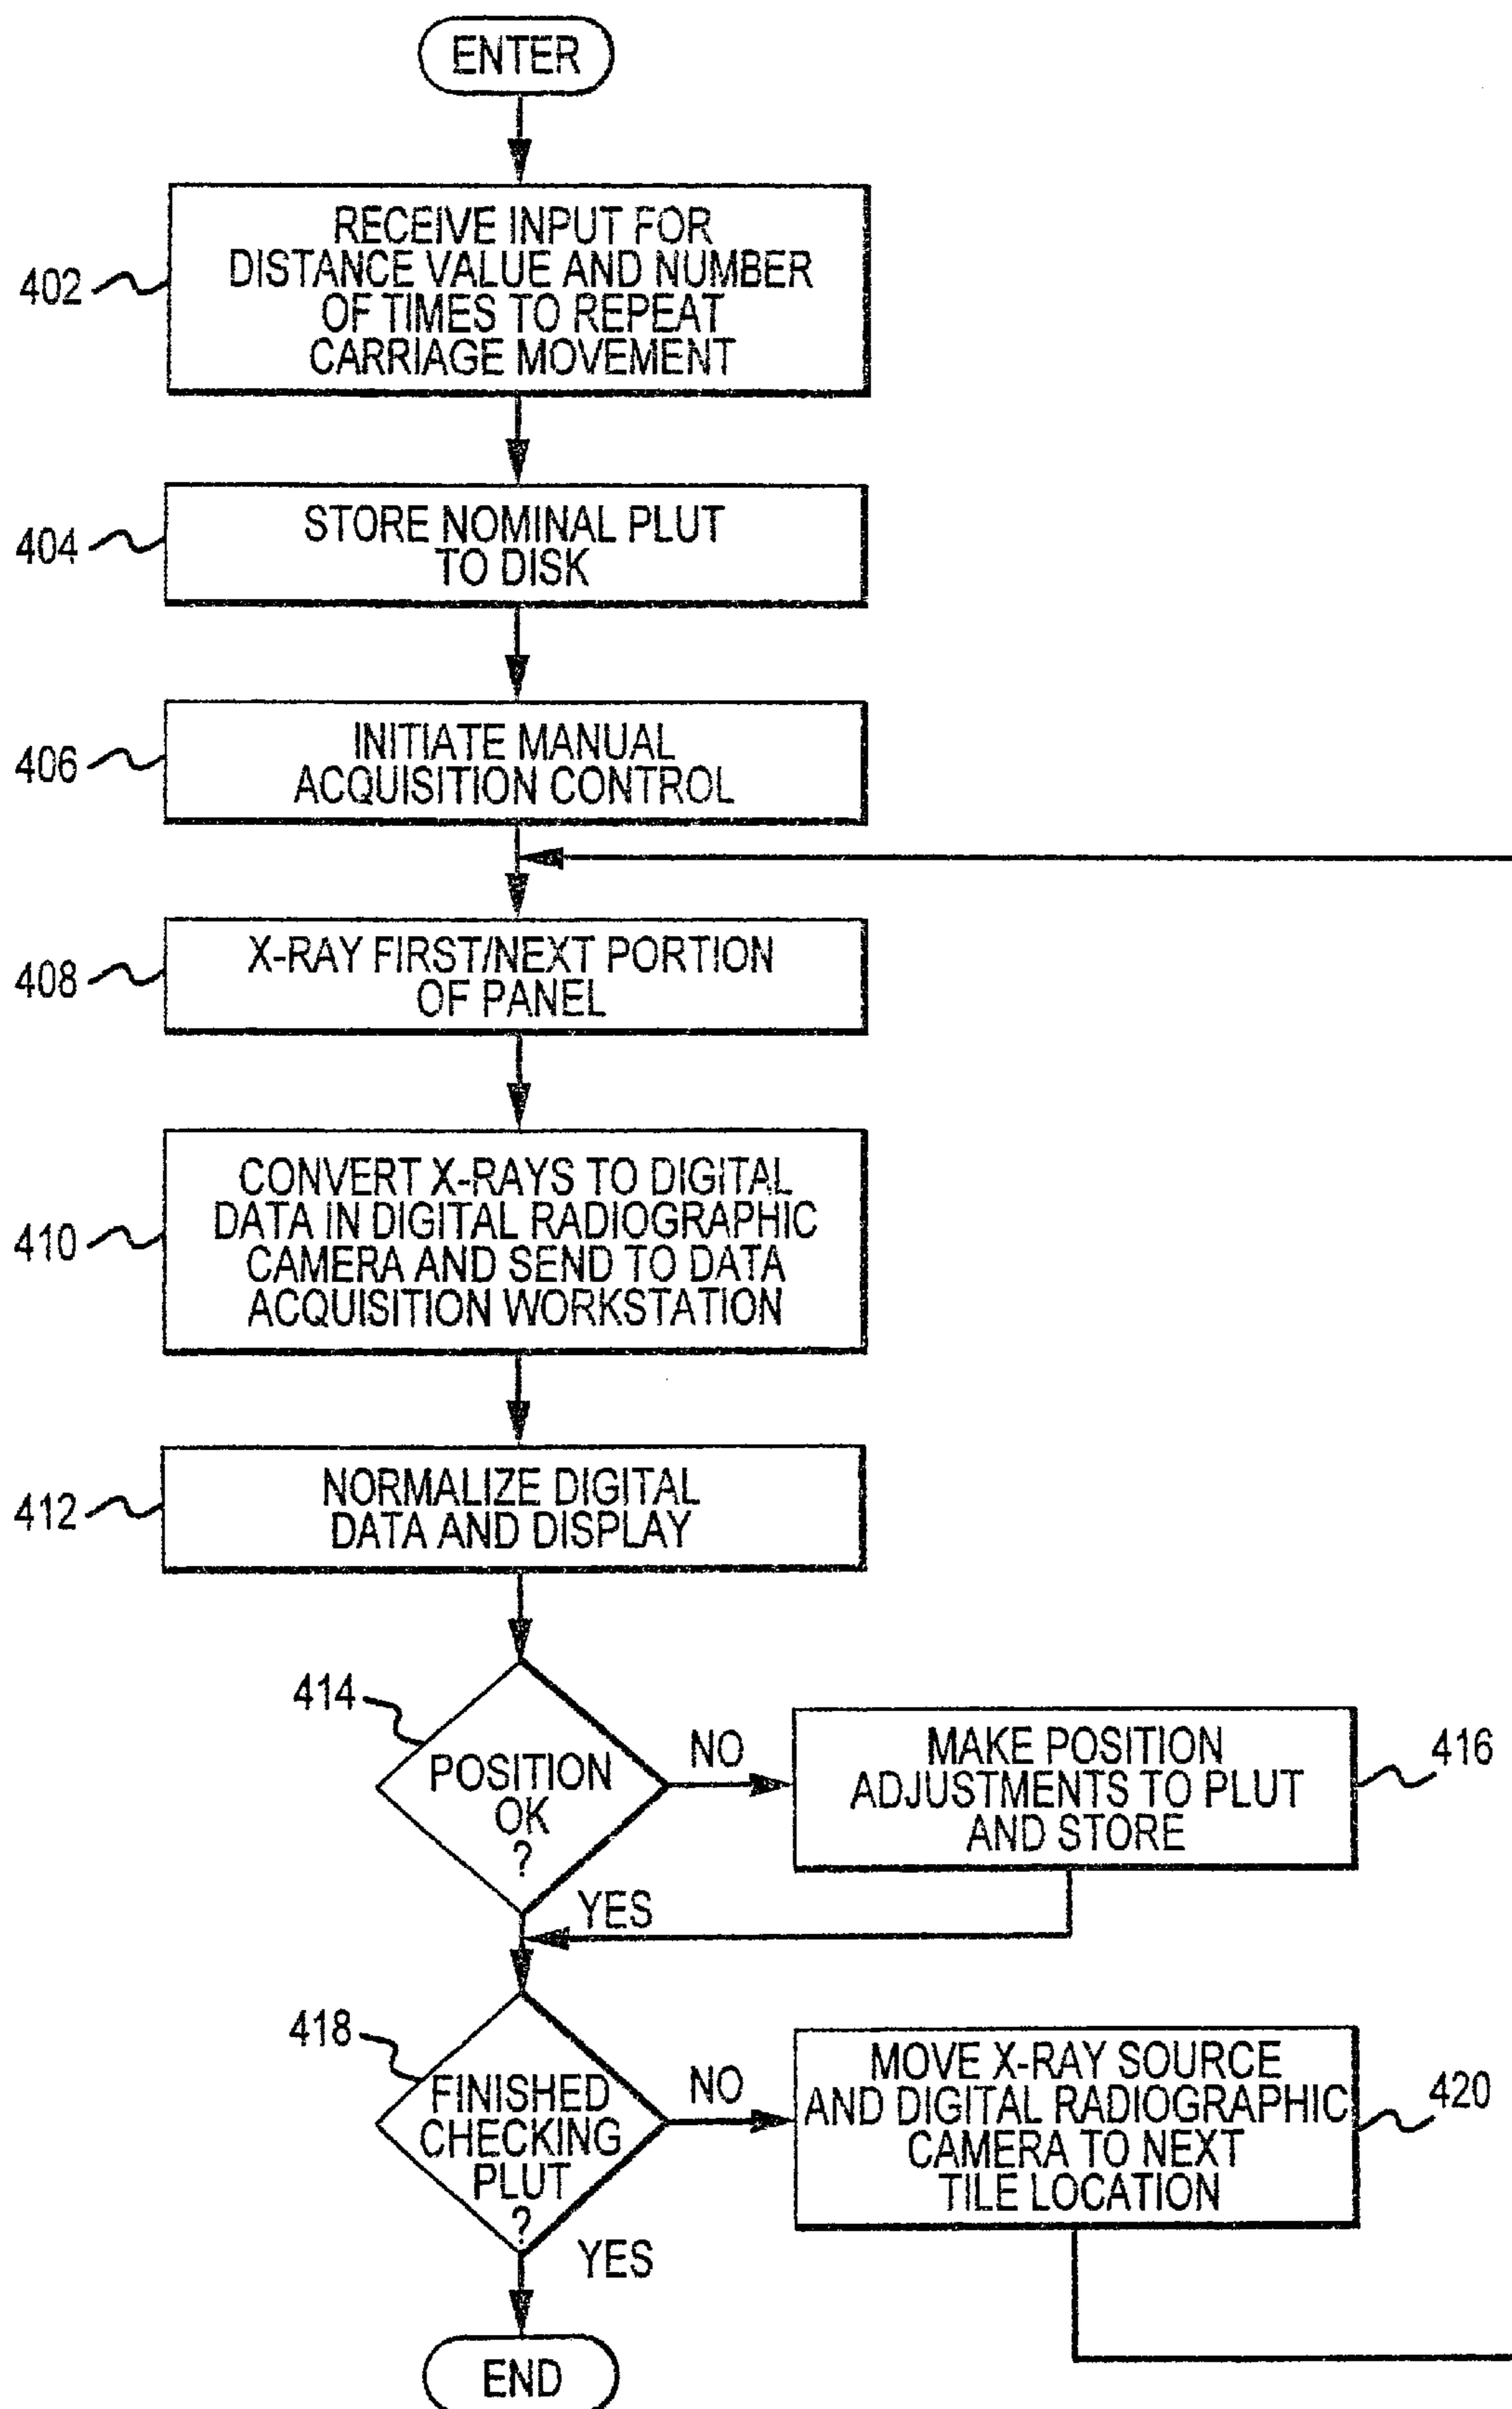 ENTER
402
RECEIVE INPUT FOR
DISTANCE VALUE AND NUMBER
OF TIMES TO REPEAT
CARRIAGE MOVEMENT
404
STORE NOMINAL PLUT
TO DISK
406
INITIATE MANUAL
ACQUISITION CONTROL
408
X-RAY FIRST/NEXT PORTION
OF PANEL
410
CONVERT X-RAYS TO DIGITAL
DATA IN DIGITAL RADIOGRAPHIC
CAMERA AND SEND TO DATA
ACQUISITION WORKSTATION
412
NORMALIZE DIGITAL
DATA AND DISPLAY
414
POSITION
OK
?
NO
YES
MAKE POSITION
ADJUSTMENTS TO PLUT
AND STORE
416
418
FINISHED
CHECKING
PLUT
?
NO
YES
MOVE X-RAY SOURCE
AND DIGITAL RADIOGRAPHIC
CAMERA TO NEXT
TILE LOCATION
420
END